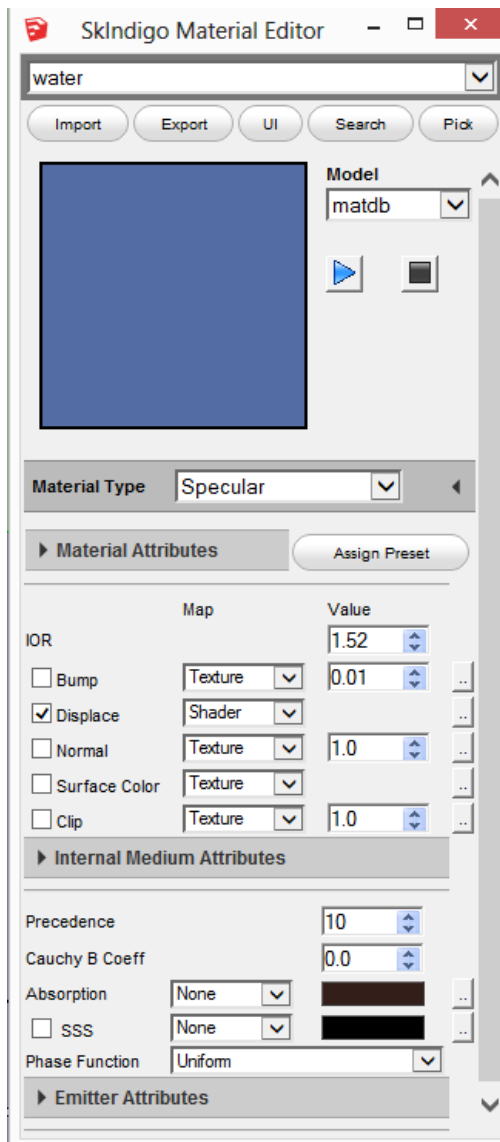 SkIndigo Material Editor
water
Import Export UI Search Pick
Model
matdb
Material Type Specular
Material Attributes Assign Preset
Map Value
IOR 1.52
Bump Texture 0.01 ..
Displace Shader ..
Normal Texture 1.0 ..
Surface Color Texture ..
Clip Texture 1.0 ..
Internal Medium Attributes
Precedence 10
Cauchy B Coeff 0.0
Absorption None ..
SSS None ..
Phase Function Uniform
Emitter Attributes